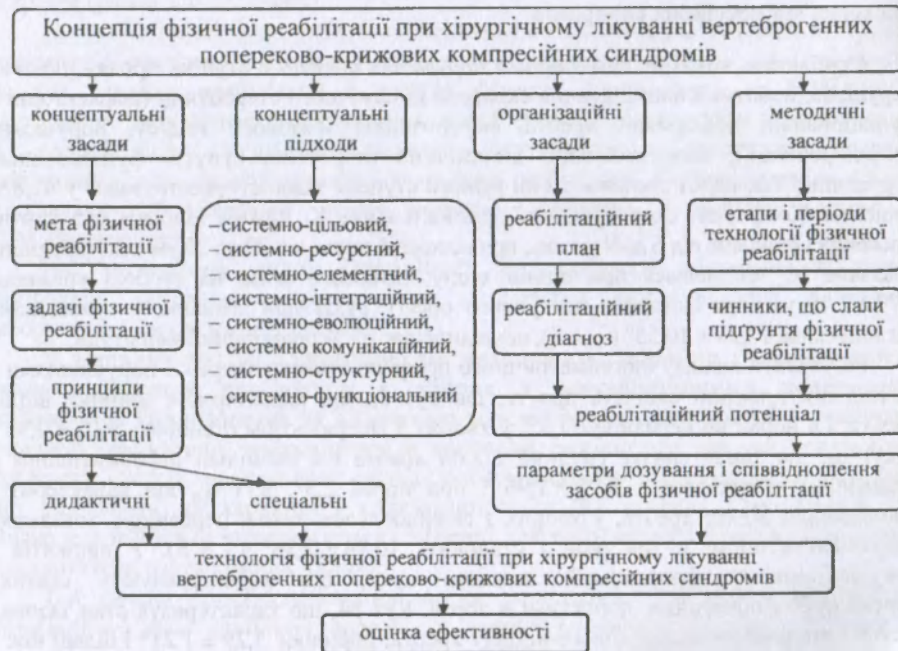 Концепція фізичної реабілітації при хірургічному лікуванні вертеброгенних
попереково-крижових компресійних синдромів
концептуальні
засади
концептуальні
підходи
організаційні
засади
методичні
засади
мета фізичної
реабілітації
задачі фізичної
реабілітації
принципи
фізичної
реабілітації
–системно-цільовий,
–системно-ресурсний,
–системно-елементний,
–системно-інтеграційний,
–системно-еволюційний,
–системно-комунікаційний,
–системно-структурний,
–системно-функціональний
реабілітаційний
план
реабілітаційний
діагноз
етапи і періоди
технології фізичної
реабілітації
чинники, що слали
підґрунтя фізичної
реабілітації
реабілітаційний потенціал
параметри дозування і співвідношення
засобів фізичної реабілітації
педагогічні
спеціальні
технологія фізичної реабілітації при хірургічному лікуванні
вертеброгенних попереково-крижових компресійних синдромів
оцінка ефективності